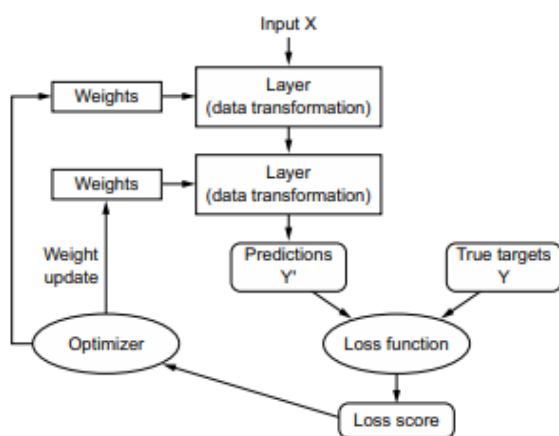 Input X
Weights
Layer
(data transformation)
Weights
Layer
(data transformation)
Weight
update
Predictions
Y'
True targets
Y
Optimizer
Loss function
Loss score